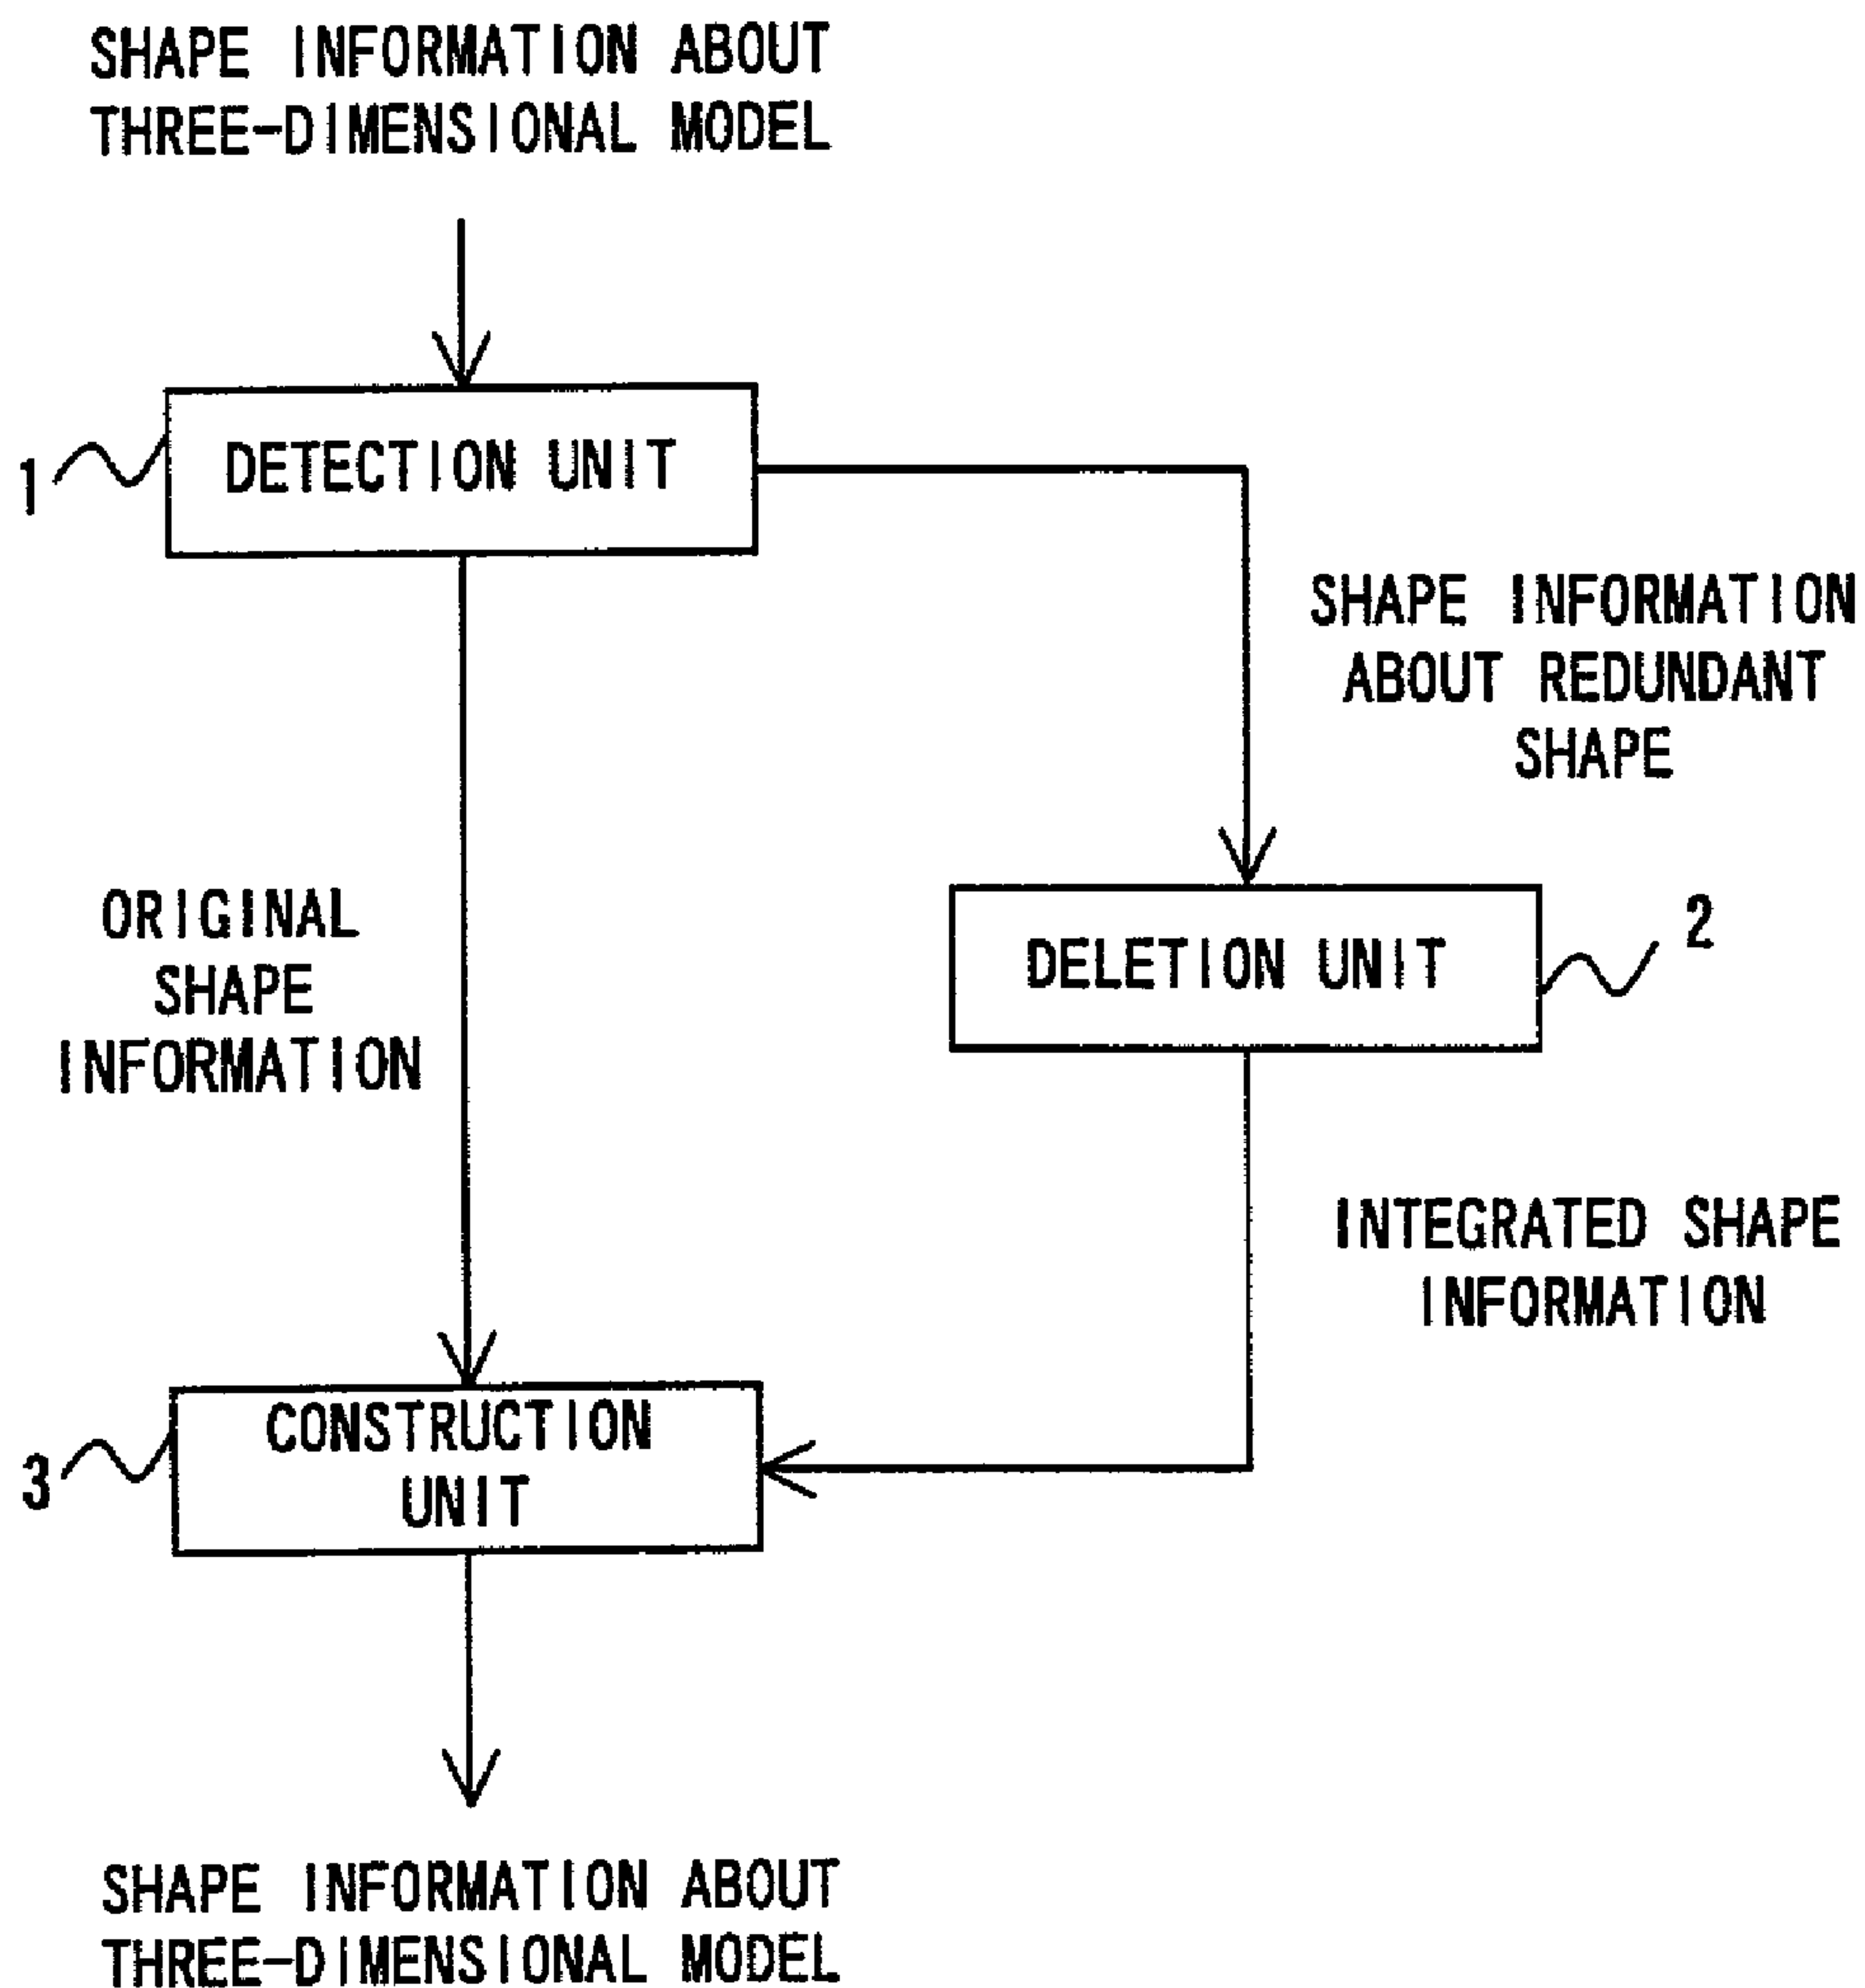 SHAPE INFORMATION ABOUT
THREE-DIMENSIONAL MODEL
1
DETECTION UNIT
SHAPE INFORMATION
ABOUT REDUNDANT
SHAPE
ORIGINAL
SHAPE
INFORMATION
DELETION UNIT
2
INTEGRATED SHAPE
INFORMATION
3
CONSTRUCTION
UNIT
SHAPE INFORMATION ABOUT
THREE-DIMENSIONAL MODEL